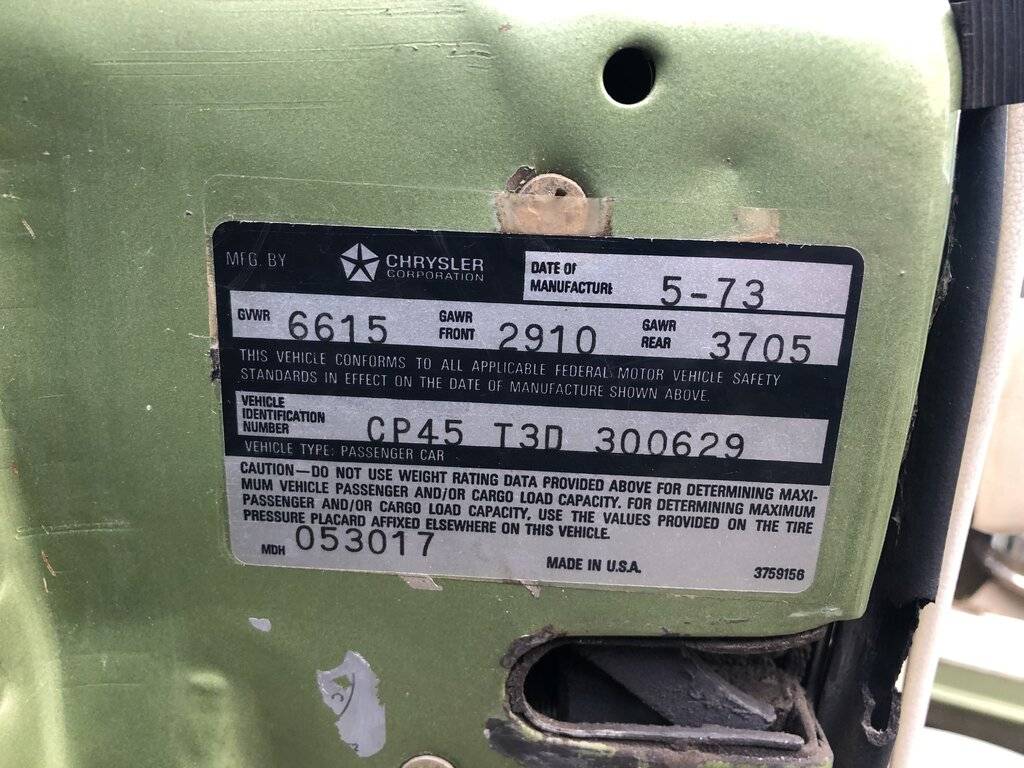 MFG. BY CHRYSLER CORPORATION
DATE OF MANUFACTURE 5-73
GVWR 6615 GAWR FRONT 2910 GAWR REAR 3705
THIS VEHICLE CONFORMS TO ALL APPLICABLE FEDERAL MOTOR VEHICLE SAFETY
STANDARDS IN EFFECT ON THE DATE OF MANUFACTURE SHOWN ABOVE.
VEHICLE IDENTIFICATION NUMBER CP45 T3D 300629
VEHICLE TYPE: PASSENGER CAR
CAUTION—DO NOT USE WEIGHT RATING DATA PROVIDED ABOVE FOR DETERMINING MAXI-
MUM VEHICLE PASSENGER AND/OR CARGO LOAD CAPACITY. FOR DETERMINING MAXIMUM
PASSENGER AND/OR CARGO LOAD CAPACITY, USE THE VALUES PROVIDED ON THE TIRE
PRESSURE PLACARD AFFIXED ELSEWHERE ON THIS VEHICLE.
MDH 053017
MADE IN U.S.A. 3759156